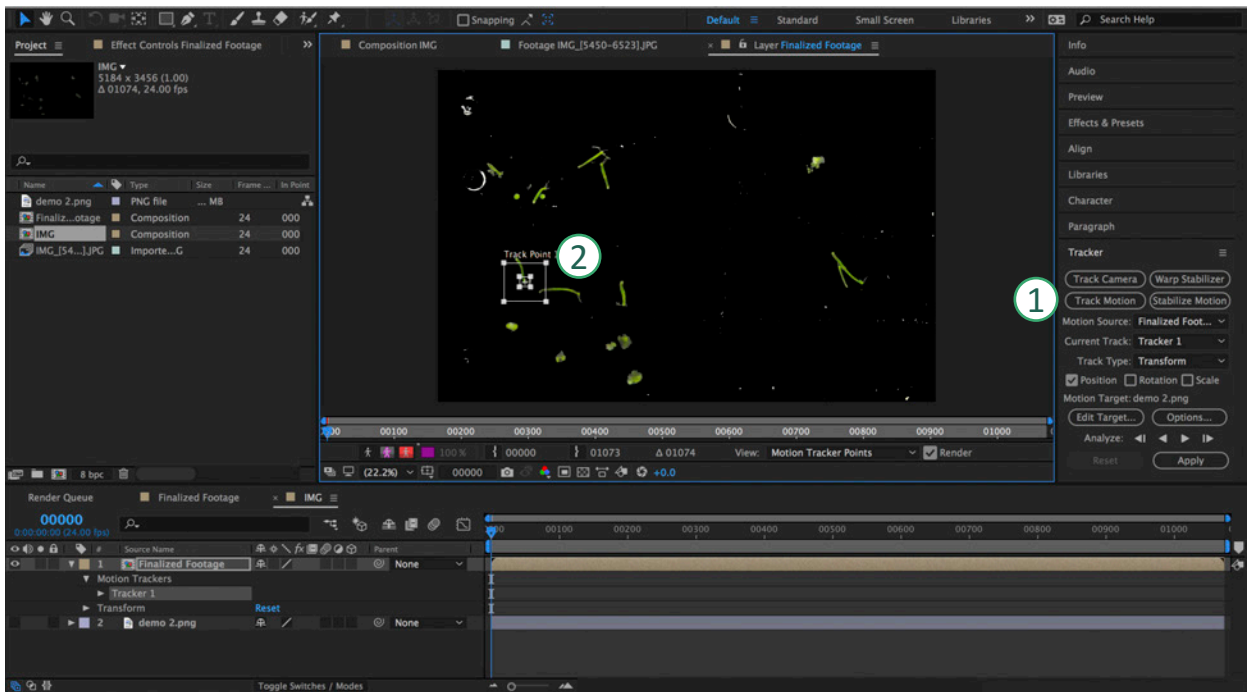 Snapping
Default
Standard
Small Screen
Libraries
Search Help
Project
Effect Controls Finalized Footage
Composition IMG
Footage IMG_[5450-6523].JPG
Layer Finalized Footage
IMG
5184 x 3456 (1.00)
Δ 01074, 24.00 fps
Name Type Size Frame ... In Point
demo 2.png PNG file ... MB
Finaliz...otage Composition 24 000
IMG Composition 24 000
IMG_[54...].JPG Importe...G 24 000
8 bpc
Track Point 1
2
1
00100 00200 00300 00400 00500 00600 00700 00800 00900 01000
100 % 00000 01073 Δ 01074 View: Motion Tracker Points Render
(22.2%) 00000 +0.0
Info
Audio
Preview
Effects & Presets
Align
Libraries
Character
Paragraph
Tracker
Track Camera Warp Stabilizer
Track Motion Stabilize Motion
Motion Source: Finalized Foot...
Current Track: Tracker 1
Track Type: Transform
Position Rotation Scale
Motion Target: demo 2.png
Edit Target... Options...
Analyze:
Reset Apply
Render Queue
Finalized Footage
IMG
00000
0:00:00:00 (24.00 fps)
00100 00200 00300 00400 00500 00600 00700 00800 00900 01000
# Source Name Parent
1 Finalized Footage None
Motion Trackers
Tracker 1
Transform Reset
2 demo 2.png None
Toggle Switches / Modes